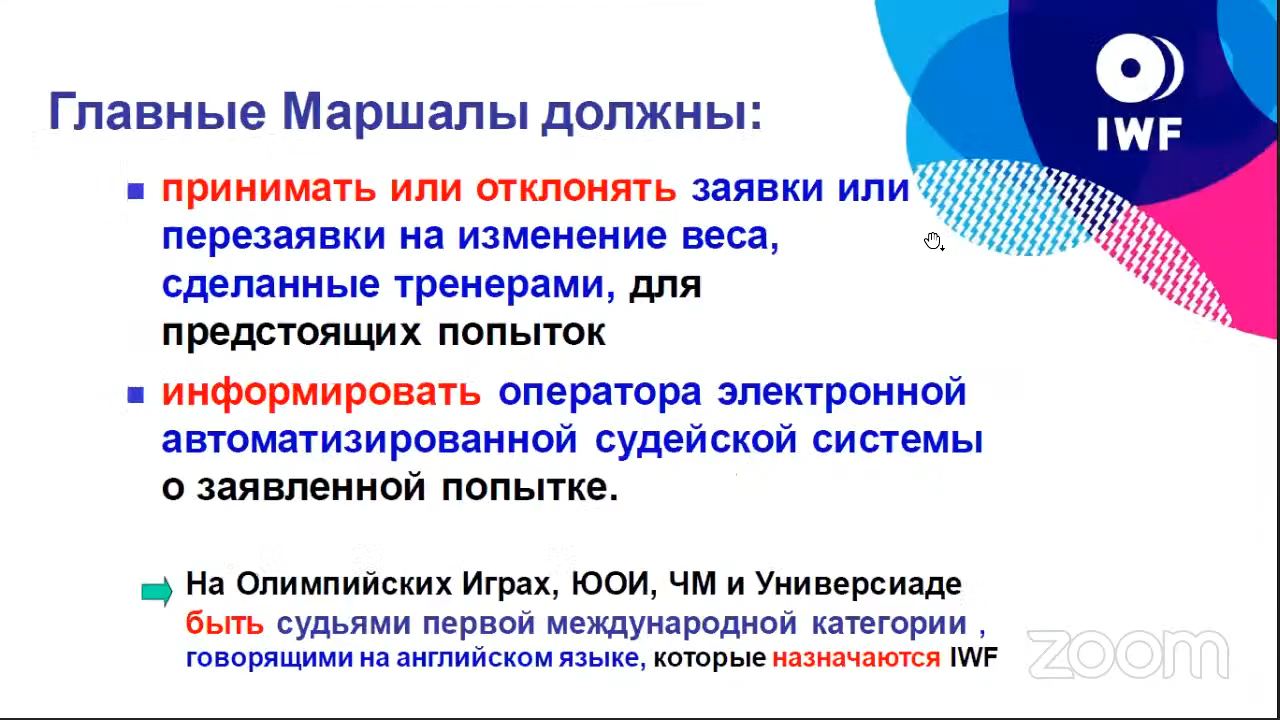 IWF
Главные Маршалы должны:
принимать или отклонять заявки или
перезаявки на изменение веса,
сделанные тренерами, для
предстоящих попыток
информировать оператора электронной
автоматизированной судейской системы
о заявленной попытке.
На Олимпийских Играх, ЮОИ, ЧМ и Универсиаде
быть судьями первой международной категории ,
говорящими на английском языке, которые назначаются IWF
zoom